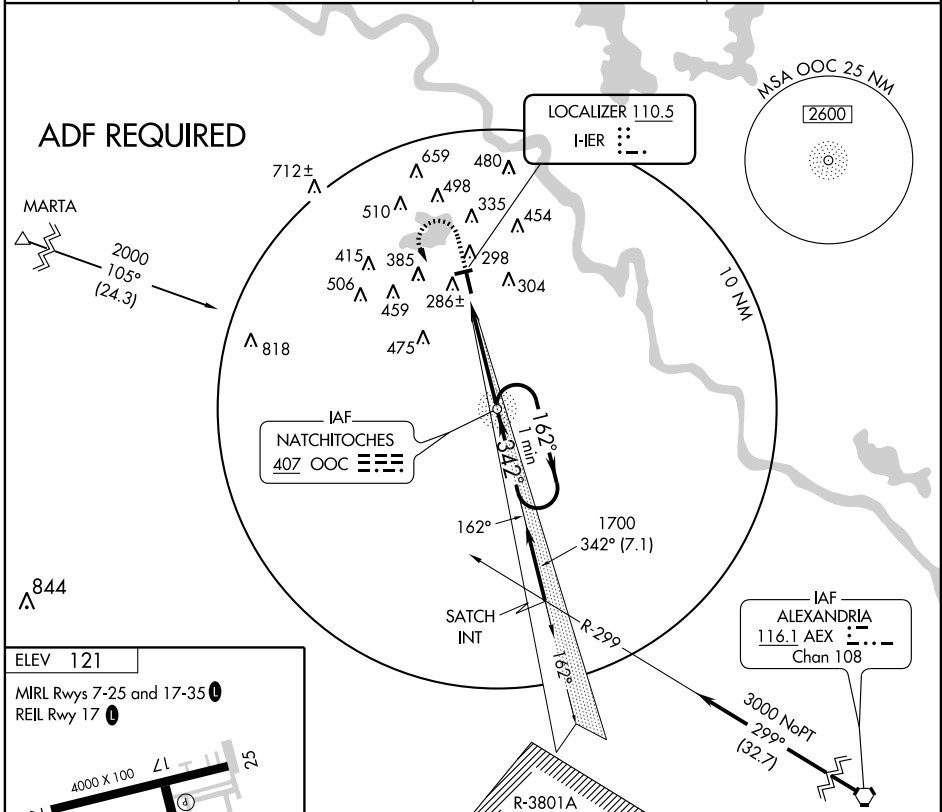 MSA OOC 25 NM
2600
LOCALIZER 110.5
I-IER
ADF REQUIRED
712±
659
480
498
510
335
454
MARTA
2000
105°
(24.3)
415
385
298
506
459
286±
304
10 NM
818
475
IAF
NATCHITOCHES
407 OOC
162°
1 min
342°
162°
1700
342° (7.1)
844
SATCH
INT
R-299
162°
IAF
ALEXANDRIA
116.1 AEX
Chan 108
3000 NoPT
299°
(32.7)
ELEV 121
MIRL Rwys 7-25 and 17-35 L
REIL Rwy 17 L
4000 X 100
17
25
P
R-3801A